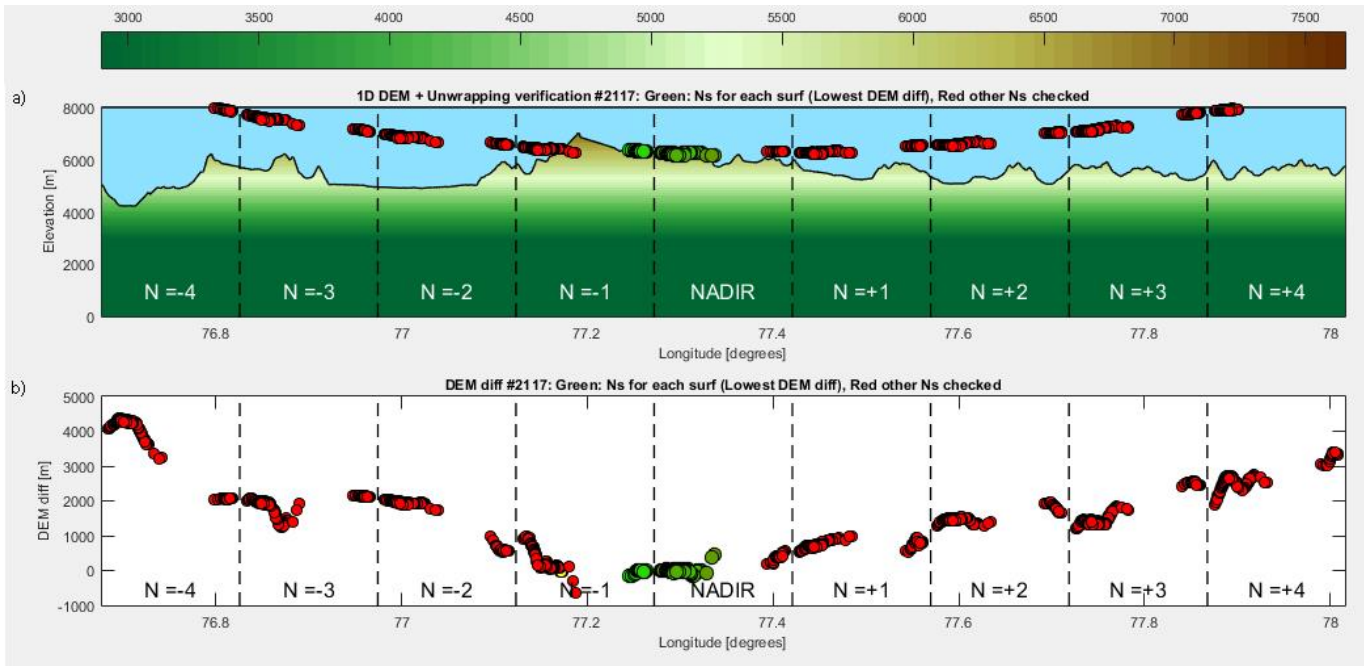 3000 3500 4000 4500 5000 5500 6000 6500 7000 7500
a)
1D DEM + Unwrapping verification #2117: Green: Ns for each surf (Lowest DEM diff), Red other Ns checked
8000
6000
4000
2000
0
Elevation [m]
N =-4 N =-3 N =-2 N =-1 NADIR N =+1 N =+2 N =+3 N =+4
76.8 77 77.2 77.4 77.6 77.8 78
Longitude [degrees]
b)
DEM diff #2117: Green: Ns for each surf (Lowest DEM diff), Red other Ns checked
5000
4000
3000
2000
1000
0
-1000
DEM diff [m]
N =-4 N =-3 N =-2 N =-1 NADIR N =+1 N =+2 N =+3 N =+4
76.8 77 77.2 77.4 77.6 77.8 78
Longitude [degrees]